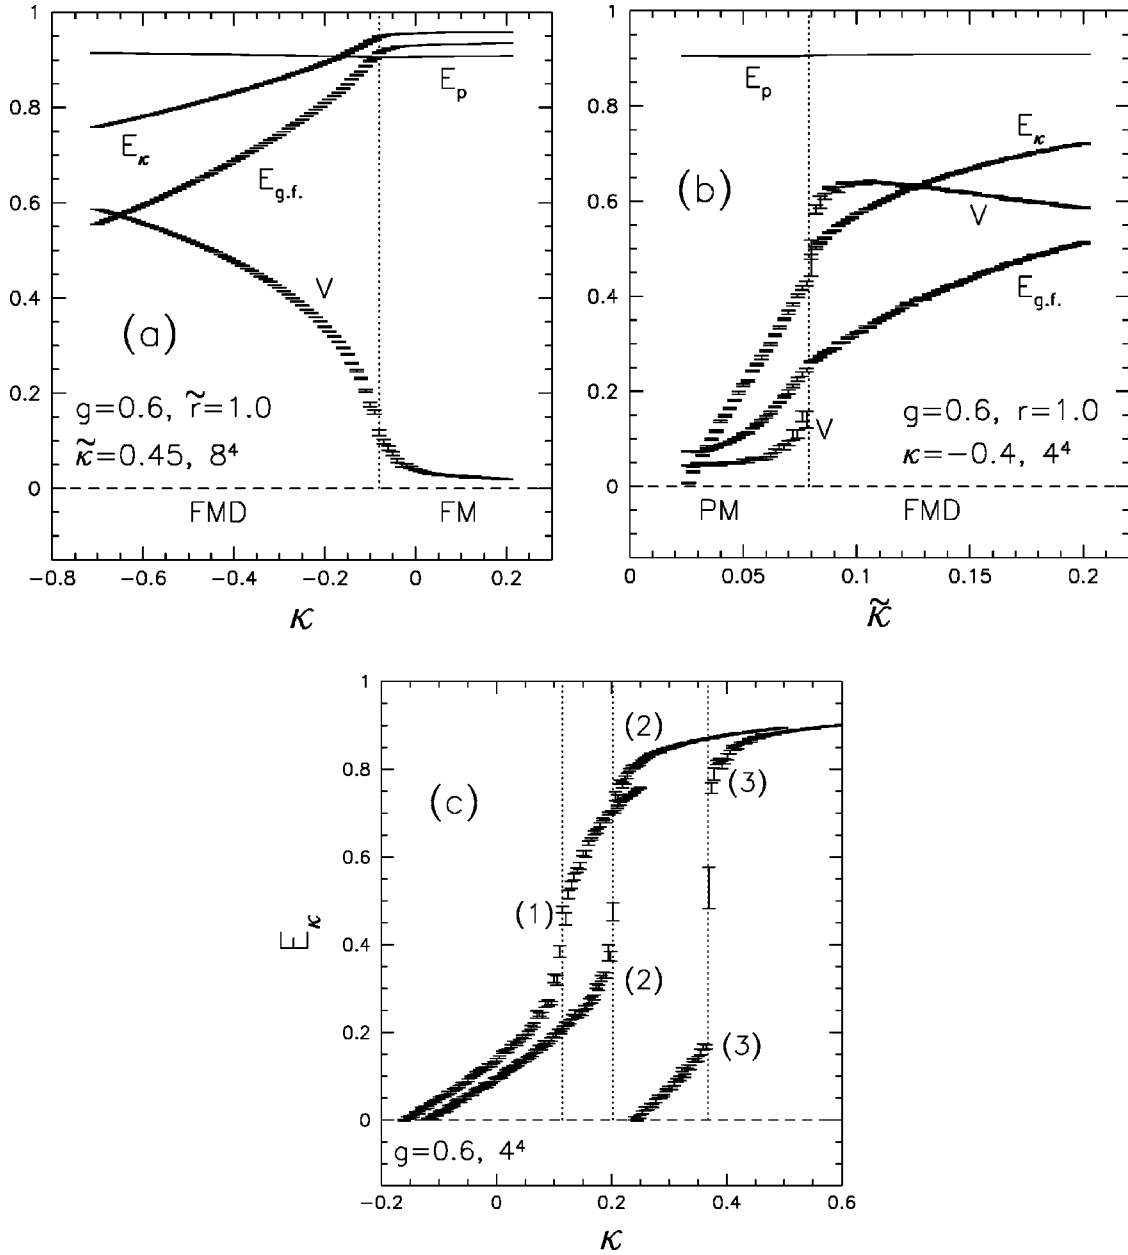 1
0.8
0.6
0.4
0.2
0
E_p
E_κ
E_g.f.
V
(a)
g=0.6, r̃=1.0
κ̃=0.45, 8⁴
FMD
FM
−0.8
−0.6
−0.4
−0.2
0
0.2
κ
1
0.8
0.6
0.4
0.2
0
E_p
E_κ
(b)
V
E_g.f.
V
g=0.6, r=1.0
κ=−0.4, 4⁴
PM
FMD
0
0.05
0.1
0.15
0.2
κ̃
1
0.8
0.6
0.4
0.2
0
E_κ
(c)
(2)
(3)
(1)
(2)
(3)
g=0.6, 4⁴
−0.2
0
0.2
0.4
0.6
κ